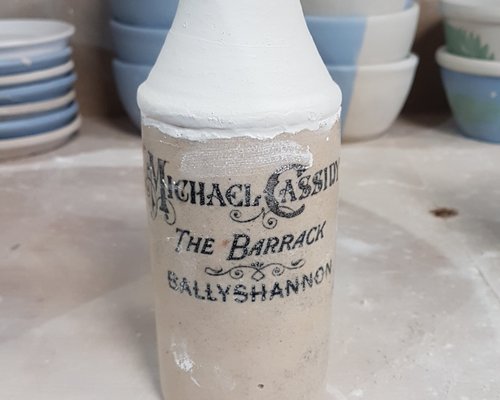 MICHAEL CASSIDY
THE BARRACK
BALLYSHANNON